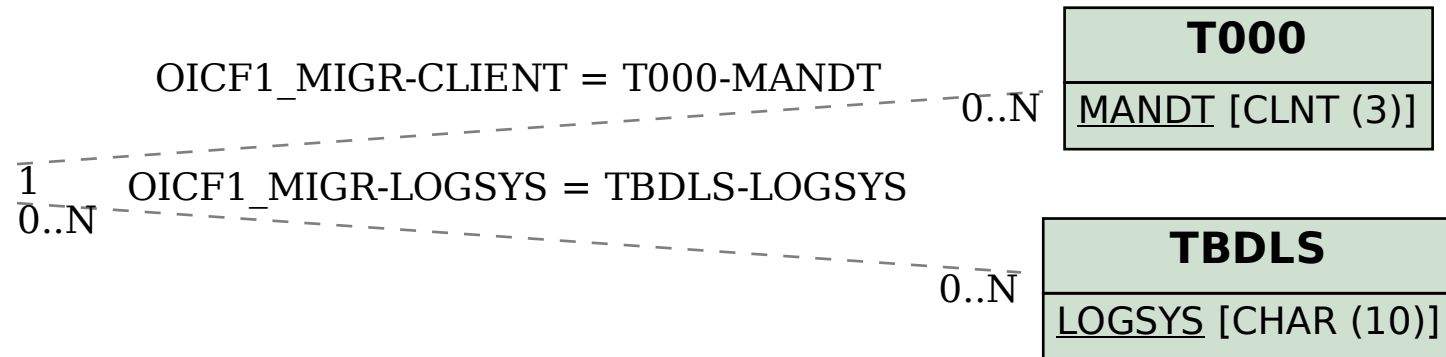 T000
OICF1_MIGR-CLIENT = T000-MANDT
0..N
MANDT [CLNT (3)]
1
OICF1_MIGR-LOGSYS = TBDLS-LOGSYS
0..N
TBDLS
0..N
LOGSYS [CHAR (10)]